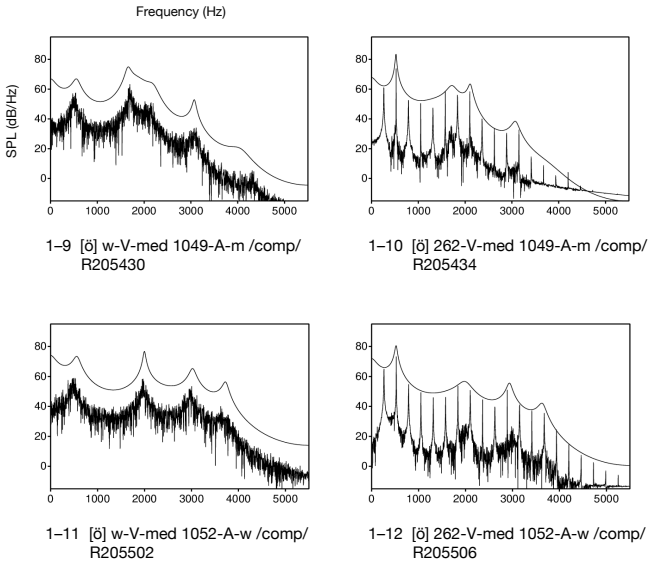 Frequency (Hz)
SPL (dB/Hz)
80
60
40
20
0
0 1000 2000 3000 4000 5000
80
60
40
20
0
0 1000 2000 3000 4000 5000
1–9 [ö] w-V-med 1049-A-m /comp/
R205430
1–10 [ö] 262-V-med 1049-A-m /comp/
R205434
80
60
40
20
0
0 1000 2000 3000 4000 5000
80
60
40
20
0
0 1000 2000 3000 4000 5000
1–11 [ö] w-V-med 1052-A-w /comp/
R205502
1–12 [ö] 262-V-med 1052-A-w /comp/
R205506